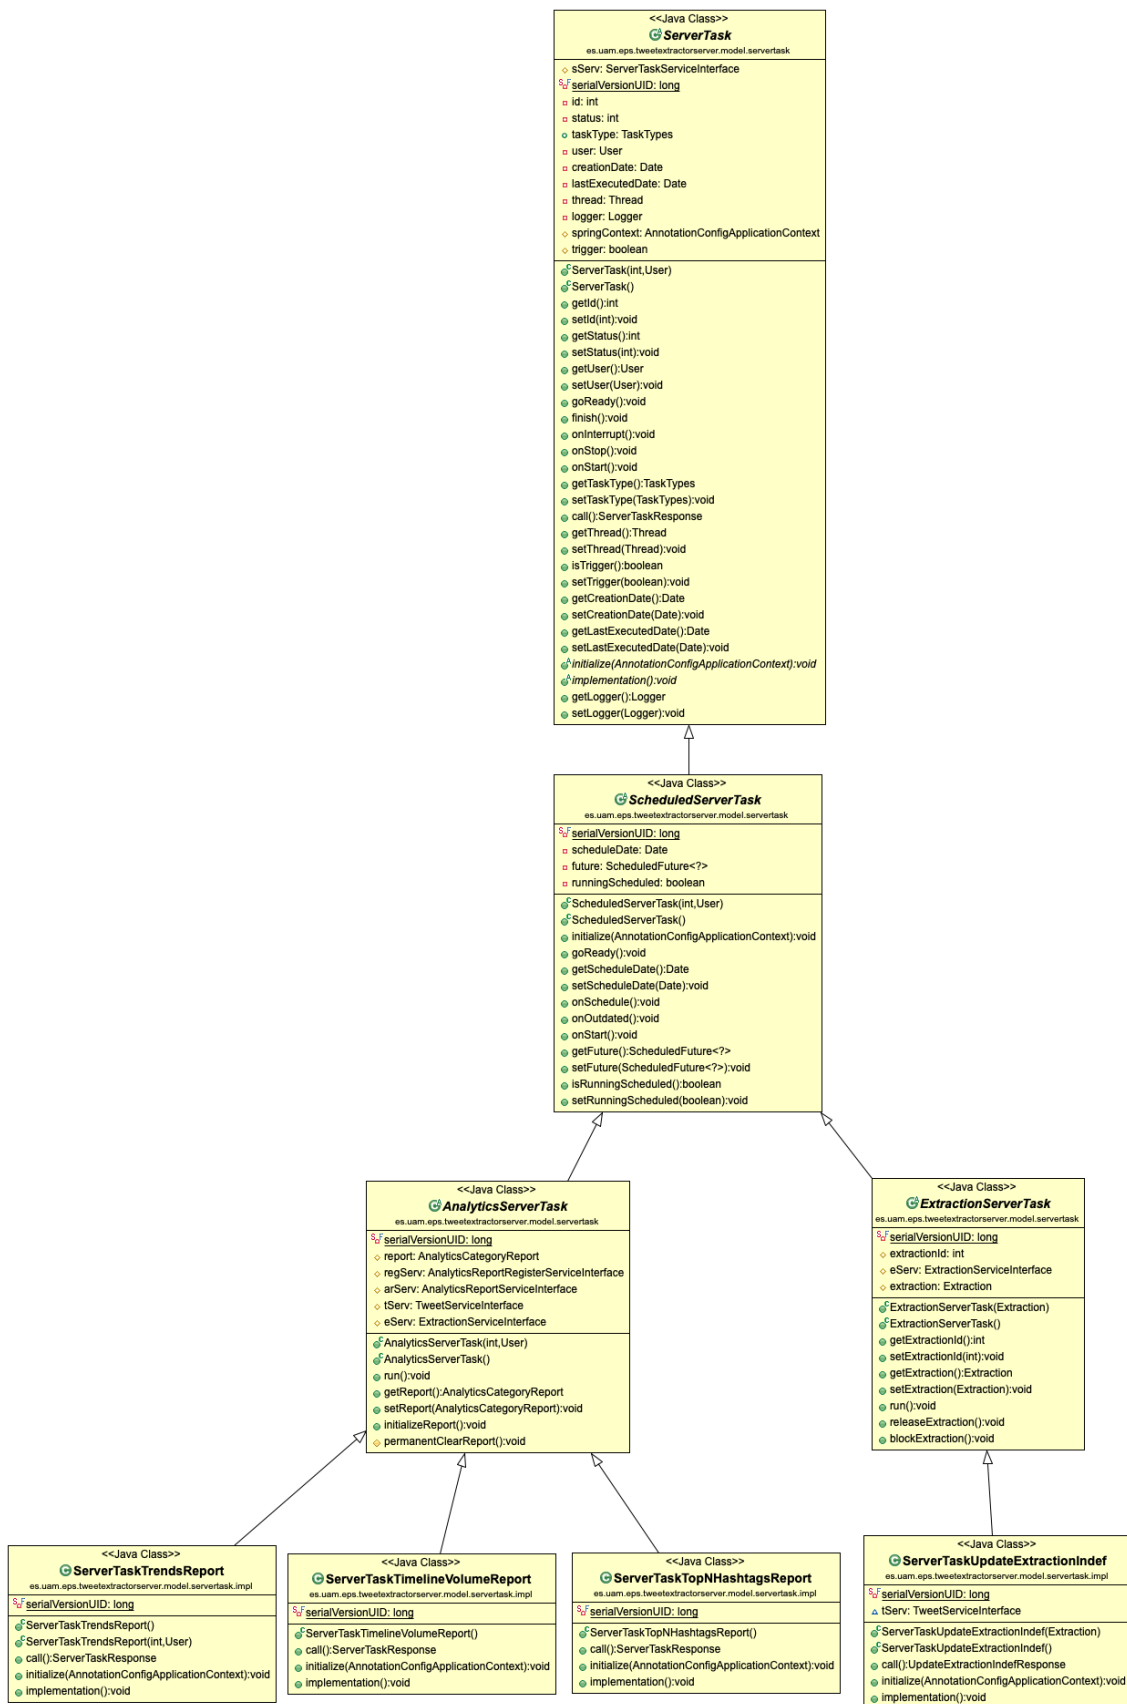 <<Java Class>>
ServerTask
es.uam.eps.tweetextractorserver.model.servertask
sServ: ServerTaskServiceInterface
serialVersionUID: long
id: int
status: int
taskType: TaskTypes
user: User
creationDate: Date
lastExecutedDate: Date
thread: Thread
logger: Logger
springContext: AnnotationConfigApplicationContext
trigger: boolean
ServerTask(int,User)
ServerTask()
getId():int
setId(int):void
getStatus():int
setStatus(int):void
getUser():User
setUser(User):void
goReady():void
finish():void
onInterrupt():void
onStop():void
onStart():void
getTaskType():TaskTypes
setTaskType(TaskTypes):void
call():ServerTaskResponse
getThread():Thread
setThread(Thread):void
isTrigger():boolean
setTrigger(boolean):void
getCreationDate():Date
setCreationDate(Date):void
getLastExecutedDate():Date
setLastExecutedDate(Date):void
initialize(AnnotationConfigApplicationContext):void
implementation():void
getLogger():Logger
setLogger(Logger):void
<<Java Class>>
ScheduledServerTask
es.uam.eps.tweetextractorserver.model.servertask
serialVersionUID: long
scheduleDate: Date
future: ScheduledFuture<?>
runningScheduled: boolean
ScheduledServerTask(int,User)
ScheduledServerTask()
initialize(AnnotationConfigApplicationContext):void
goReady():void
getScheduleDate():Date
setScheduleDate(Date):void
onSchedule():void
onOutdated():void
onStart():void
getFuture():ScheduledFuture<?>
setFuture(ScheduledFuture<?>):void
isRunningScheduled():boolean
setRunningScheduled(boolean):void
<<Java Class>>
AnalyticsServerTask
es.uam.eps.tweetextractorserver.model.servertask
serialVersionUID: long
report: AnalyticsCategoryReport
regServ: AnalyticsReportRegisterServiceInterface
arServ: AnalyticsReportServiceInterface
tServ: TweetServiceInterface
eServ: ExtractionServiceInterface
AnalyticsServerTask(int,User)
AnalyticsServerTask()
run():void
getReport():AnalyticsCategoryReport
setReport(AnalyticsCategoryReport):void
initializeReport():void
permanentClearReport():void
<<Java Class>>
ExtractionServerTask
es.uam.eps.tweetextractorserver.model.servertask
serialVersionUID: long
extractionId: int
eServ: ExtractionServiceInterface
extraction: Extraction
ExtractionServerTask(Extraction)
ExtractionServerTask()
getExtractionId():int
setExtractionId(int):void
getExtraction():Extraction
setExtraction(Extraction):void
run():void
releaseExtraction():void
blockExtraction():void
<<Java Class>>
ServerTaskTrendsReport
es.uam.eps.tweetextractorserver.model.servertask.impl
serialVersionUID: long
ServerTaskTrendsReport()
ServerTaskTrendsReport(int,User)
call():ServerTaskResponse
initialize(AnnotationConfigApplicationContext):void
implementation():void
<<Java Class>>
ServerTaskTimelineVolumeReport
es.uam.eps.tweetextractorserver.model.servertask.impl
serialVersionUID: long
ServerTaskTimelineVolumeReport()
call():ServerTaskResponse
initialize(AnnotationConfigApplicationContext):void
implementation():void
<<Java Class>>
ServerTaskTopNHashtagsReport
es.uam.eps.tweetextractorserver.model.servertask.impl
serialVersionUID: long
ServerTaskTopNHashtagsReport()
call():ServerTaskResponse
initialize(AnnotationConfigApplicationContext):void
implementation():void
<<Java Class>>
ServerTaskUpdateExtractionIndef
es.uam.eps.tweetextractorserver.model.servertask.impl
serialVersionUID: long
tServ: TweetServiceInterface
ServerTaskUpdateExtractionIndef(Extraction)
ServerTaskUpdateExtractionIndef()
call():UpdateExtractionIndefResponse
initialize(AnnotationConfigApplicationContext):void
implementation():void